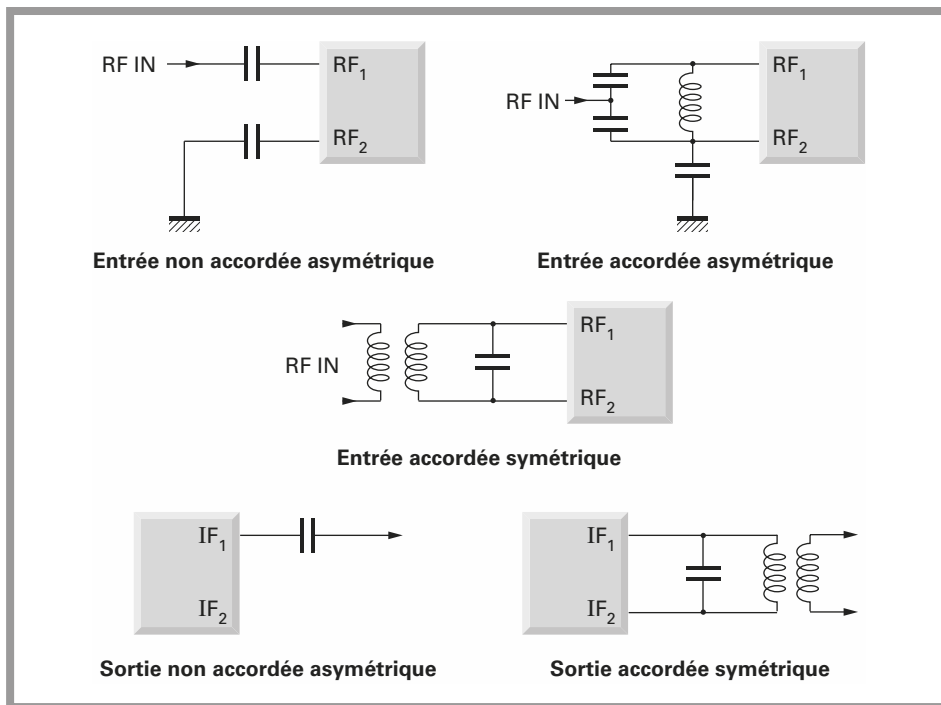 RF IN
RF1
RF2
Entrée non accordée asymétrique
RF IN
RF1
RF2
Entrée accordée asymétrique
RF IN
RF1
RF2
Entrée accordée symétrique
IF1
IF2
Sortie non accordée asymétrique
IF1
IF2
Sortie accordée symétrique